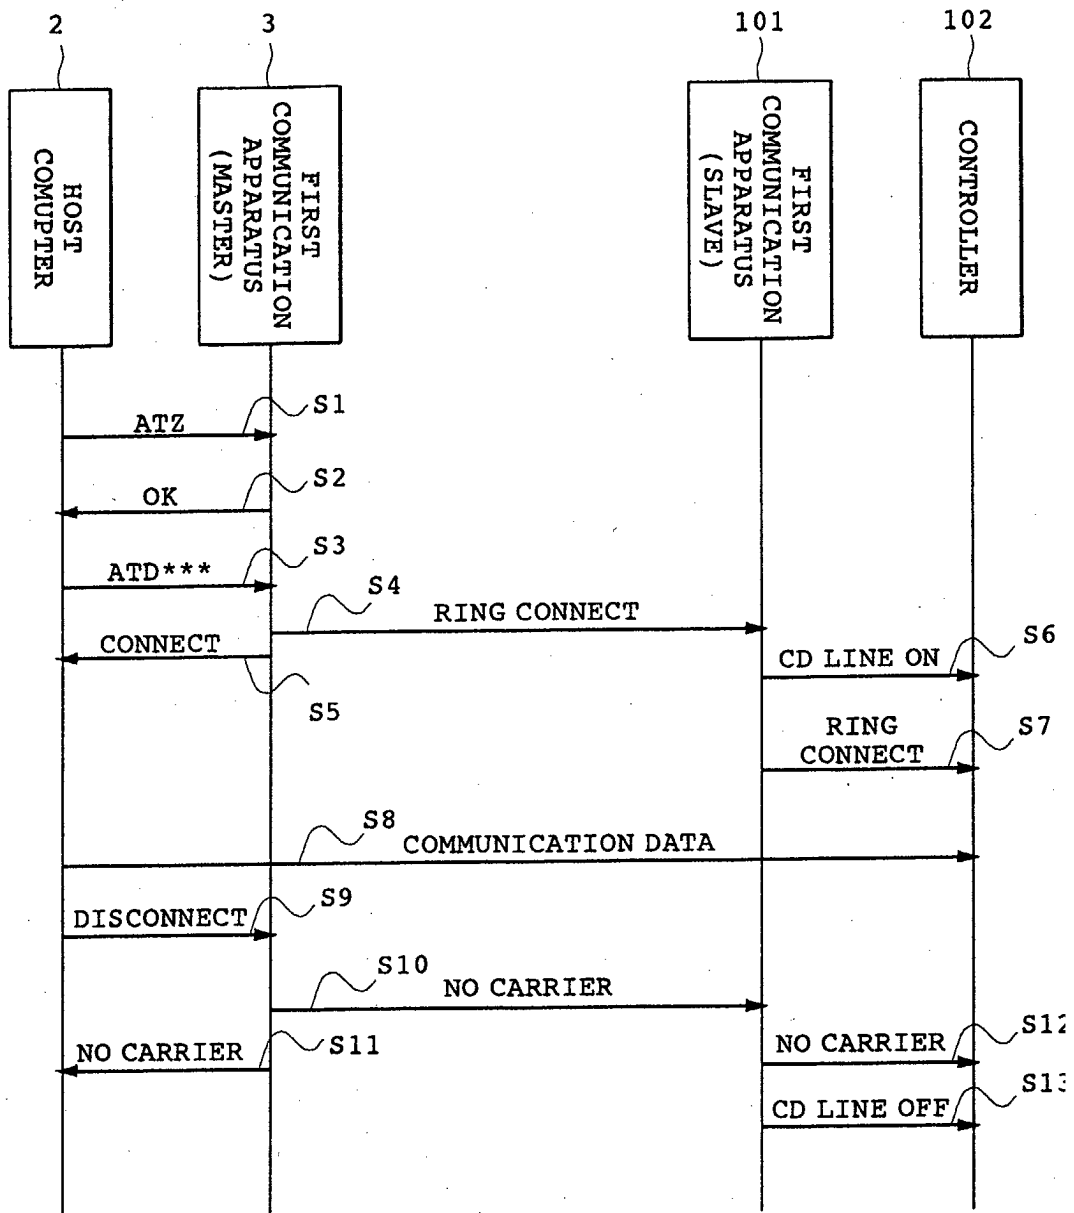 2
3
101
102
HOST
COMUPTER
FIRST
COMMUNICATION
APPARATUS
(MASTER)
FIRST
COMMUNICATION
APPARATUS
(SLAVE)
CONTROLLER
ATZ
S1
OK
S2
ATD***
S3
S4
RING CONNECT
CONNECT
S5
CD LINE ON
S6
RING
CONNECT
S7
S8
COMMUNICATION DATA
DISCONNECT
S9
S10
NO CARRIER
NO CARRIER
S11
NO CARRIER
S12
CD LINE OFF
S13